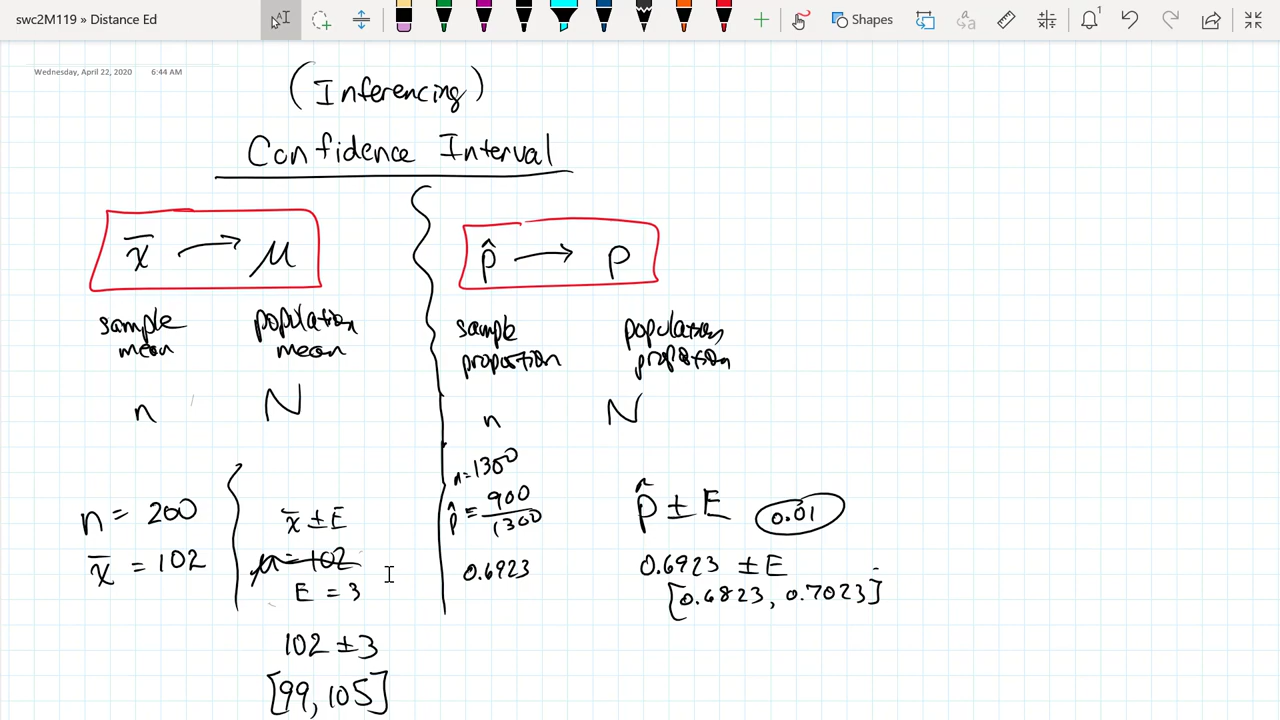 swc2M119 » Distance Ed
Shapes
1
Wednesday, April 22, 2020 6:44 AM
(Inferencing)
Confidence Interval
x̄ → μ
sample mean
population mean
n N
n = 200
x̄ = 102
x̄ ± E
μ = 102
E = 3
102 ± 3
[99, 105]
p̂ → p
sample proportion
population proportion
n N
n = 1300
p̂ = 900/1300
0.6923
p̂ ± E 0.01
0.6923 ± E
[0.6823, 0.7023]